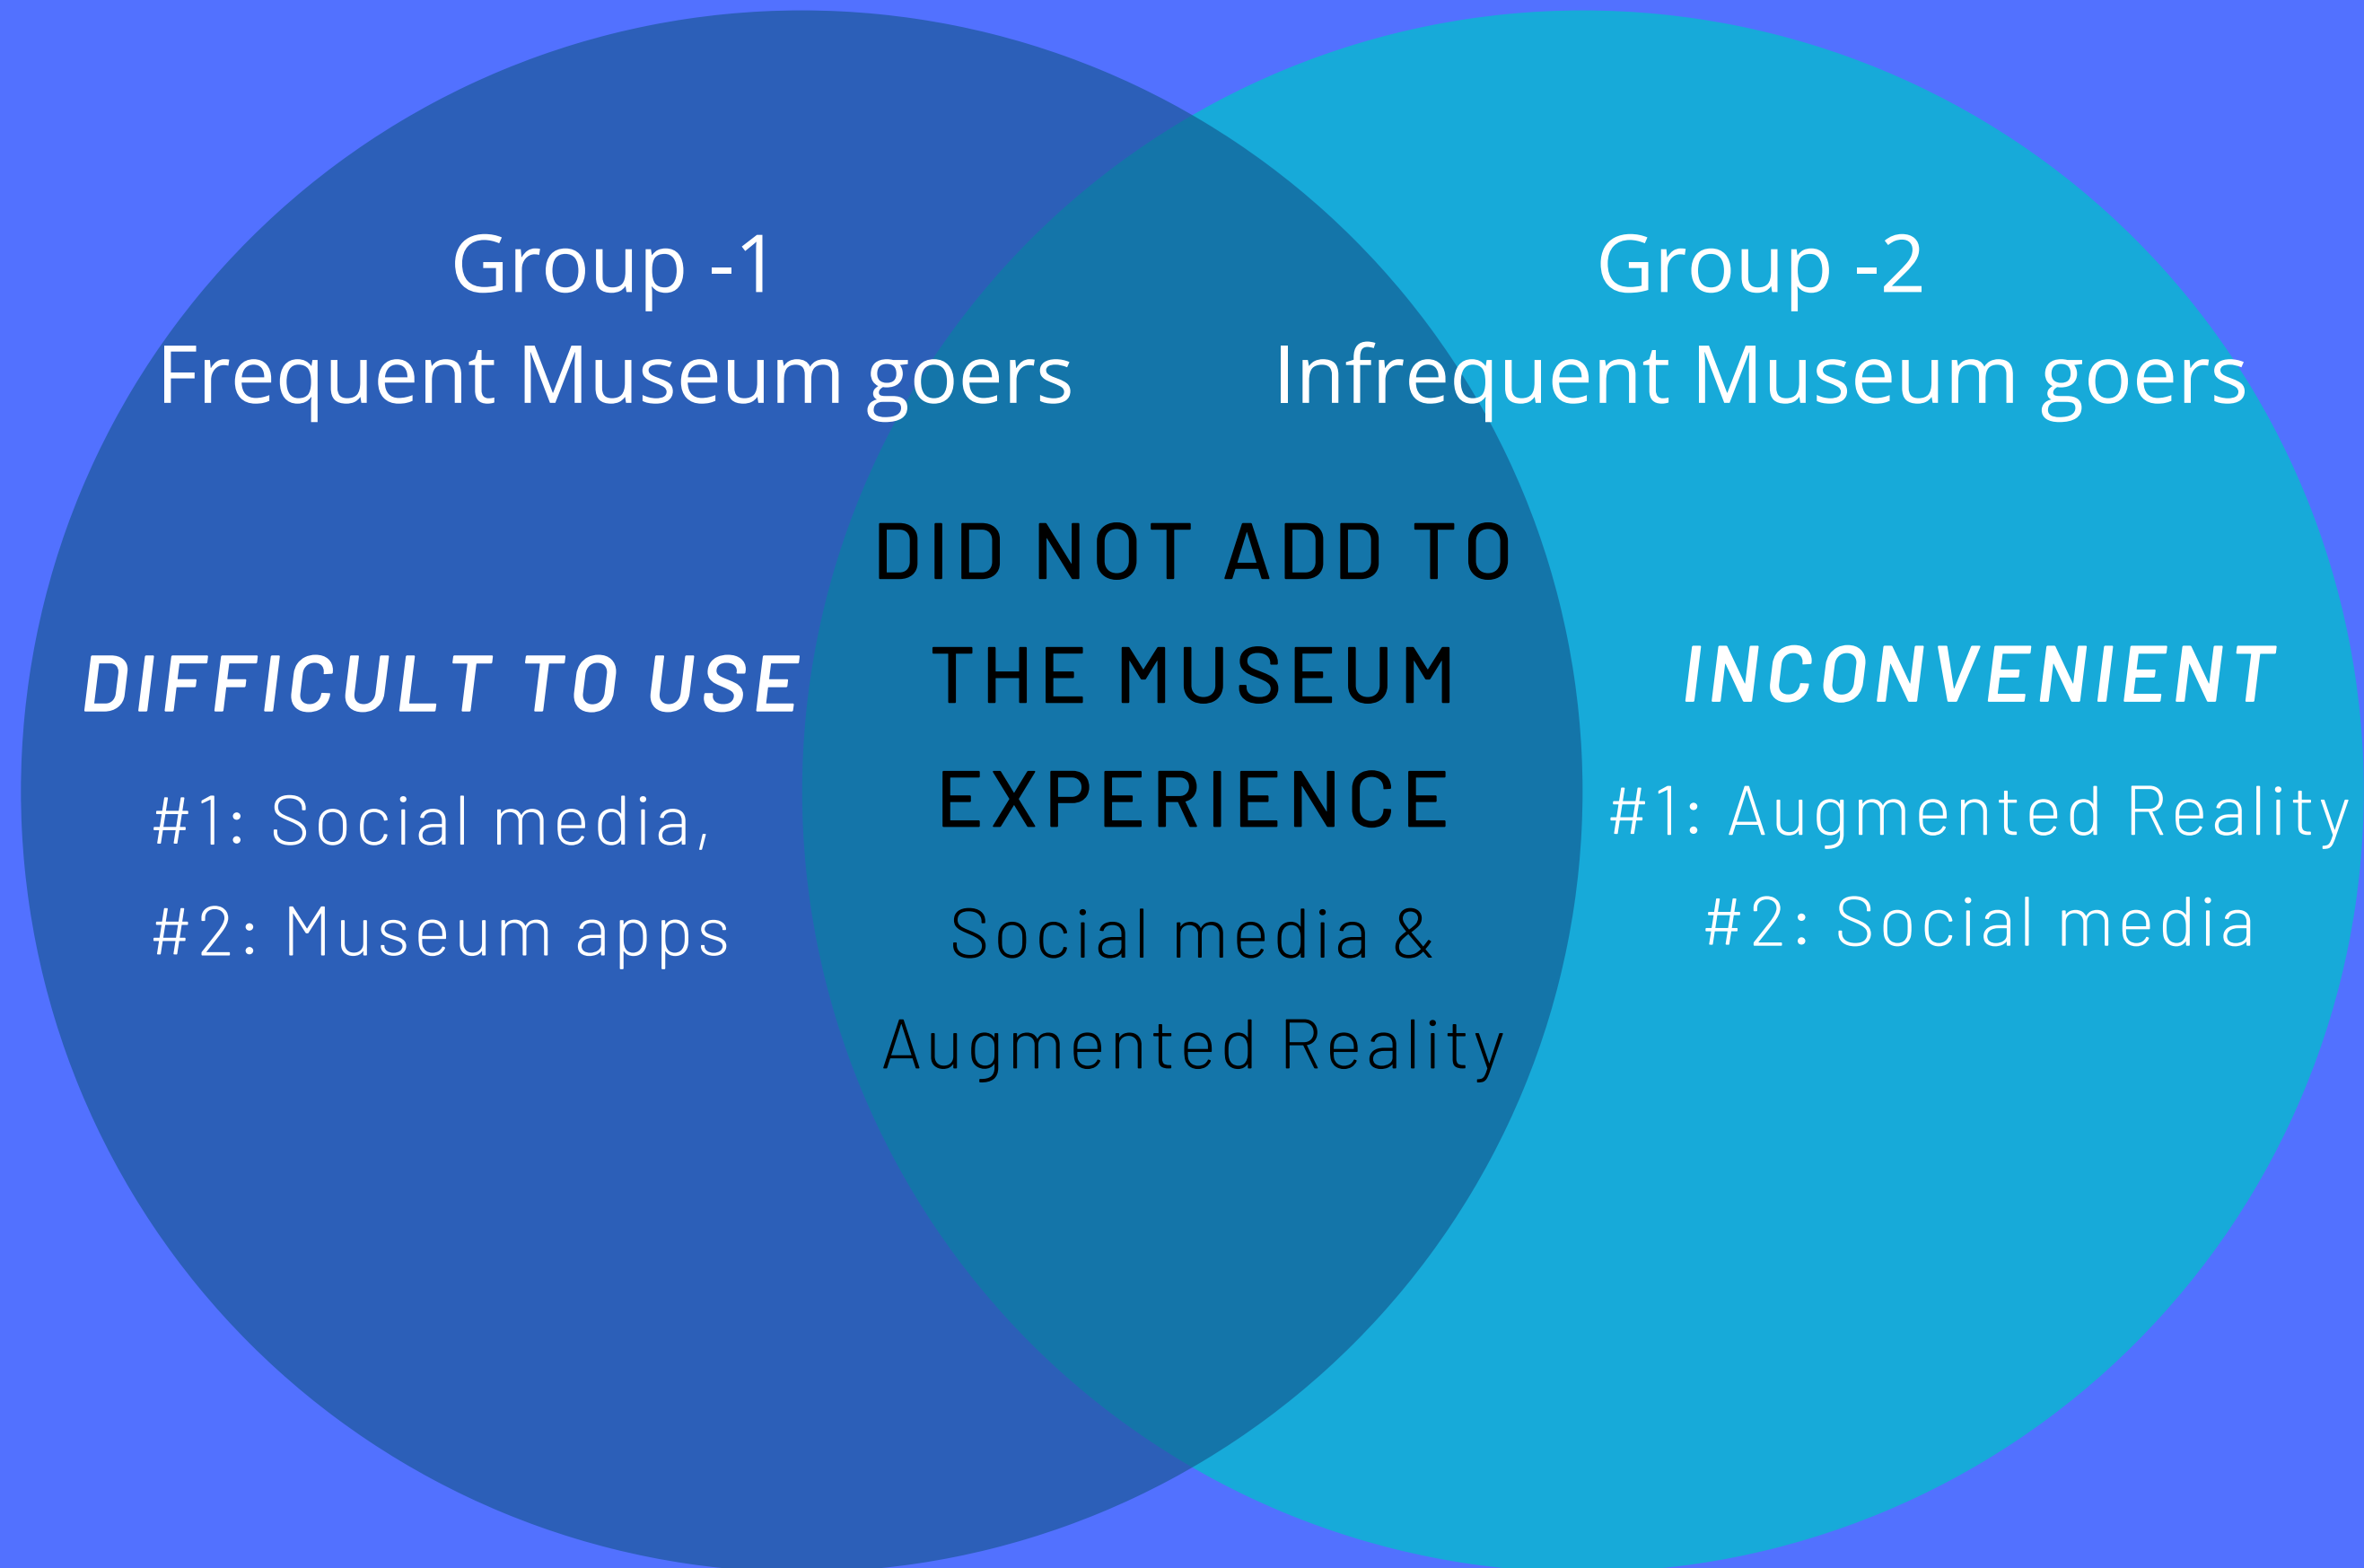 Group -1
Frequent Museum goers
DIFFICULT TO USE
#1: Social media,
#2: Museum apps
DID NOT ADD TO
THE MUSEUM
EXPERIENCE
Social media &
Augmented Reality
Group -2
Infrequent Museum goers
INCONVENIENT
#1: Augmented Reality
#2: Social media